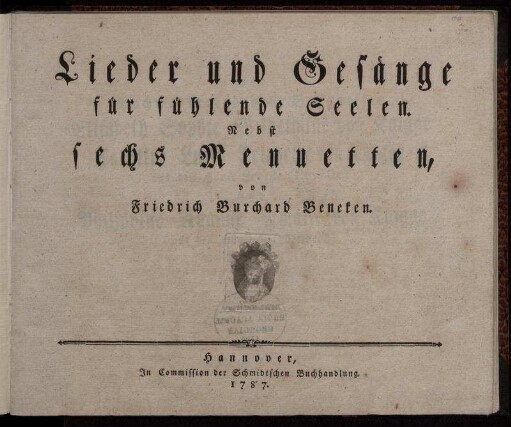 Lieder und Gesänge
für fühlende Seelen.
Nebst
sechs Menuetten,
von
Friedrich Burchard Beneken.
Hannover,
In Commission der Schmidtschen Buchhandlung.
1787.